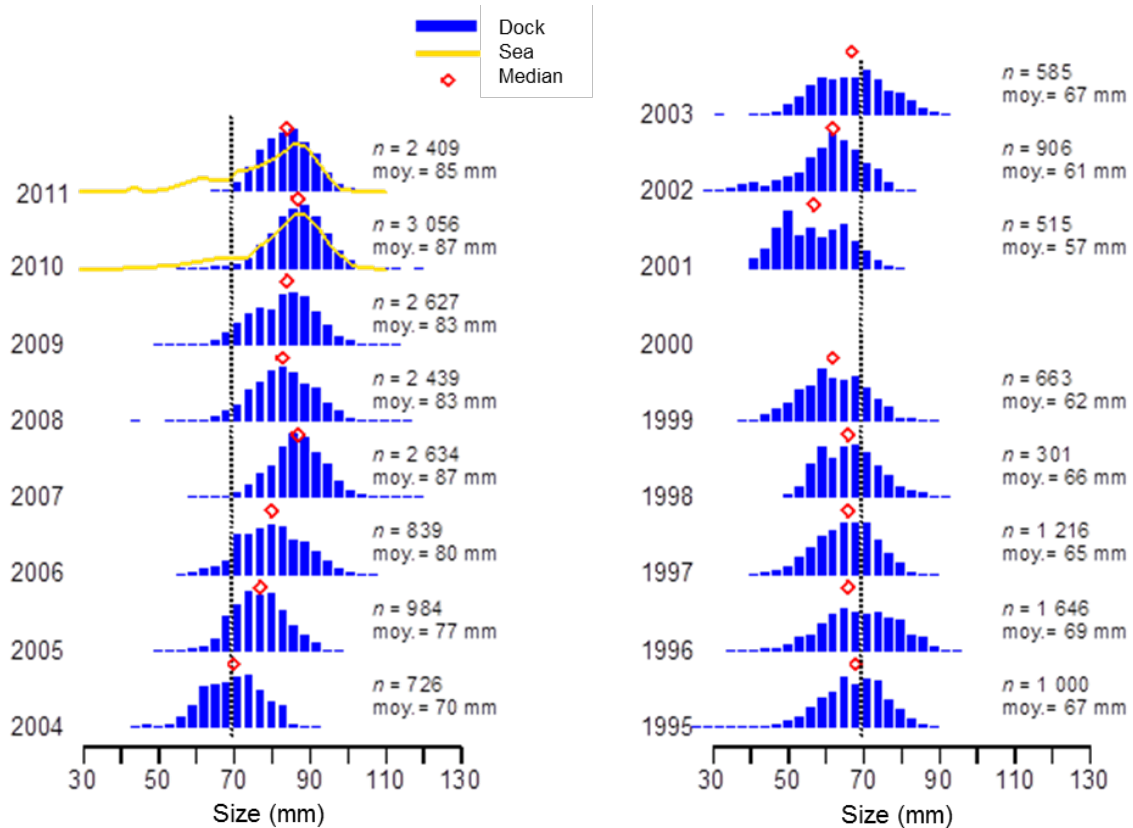 Dock
Sea
Median
2011
n = 2 409
moy.= 85 mm
2010
n = 3 056
moy.= 87 mm
2009
n = 2 627
moy.= 83 mm
2008
n = 2 439
moy.= 83 mm
2007
n = 2 634
moy.= 87 mm
2006
n = 839
moy.= 80 mm
2005
n = 984
moy.= 77 mm
2004
n = 726
moy.= 70 mm
30 50 70 90 110 130
Size (mm)
2003
n = 585
moy.= 67 mm
2002
n = 906
moy.= 61 mm
2001
n = 515
moy.= 57 mm
2000
1999
n = 663
moy.= 62 mm
1998
n = 301
moy.= 66 mm
1997
n = 1 216
moy.= 65 mm
1996
n = 1 646
moy.= 69 mm
1995
n = 1 000
moy.= 67 mm
30 50 70 90 110 130
Size (mm)